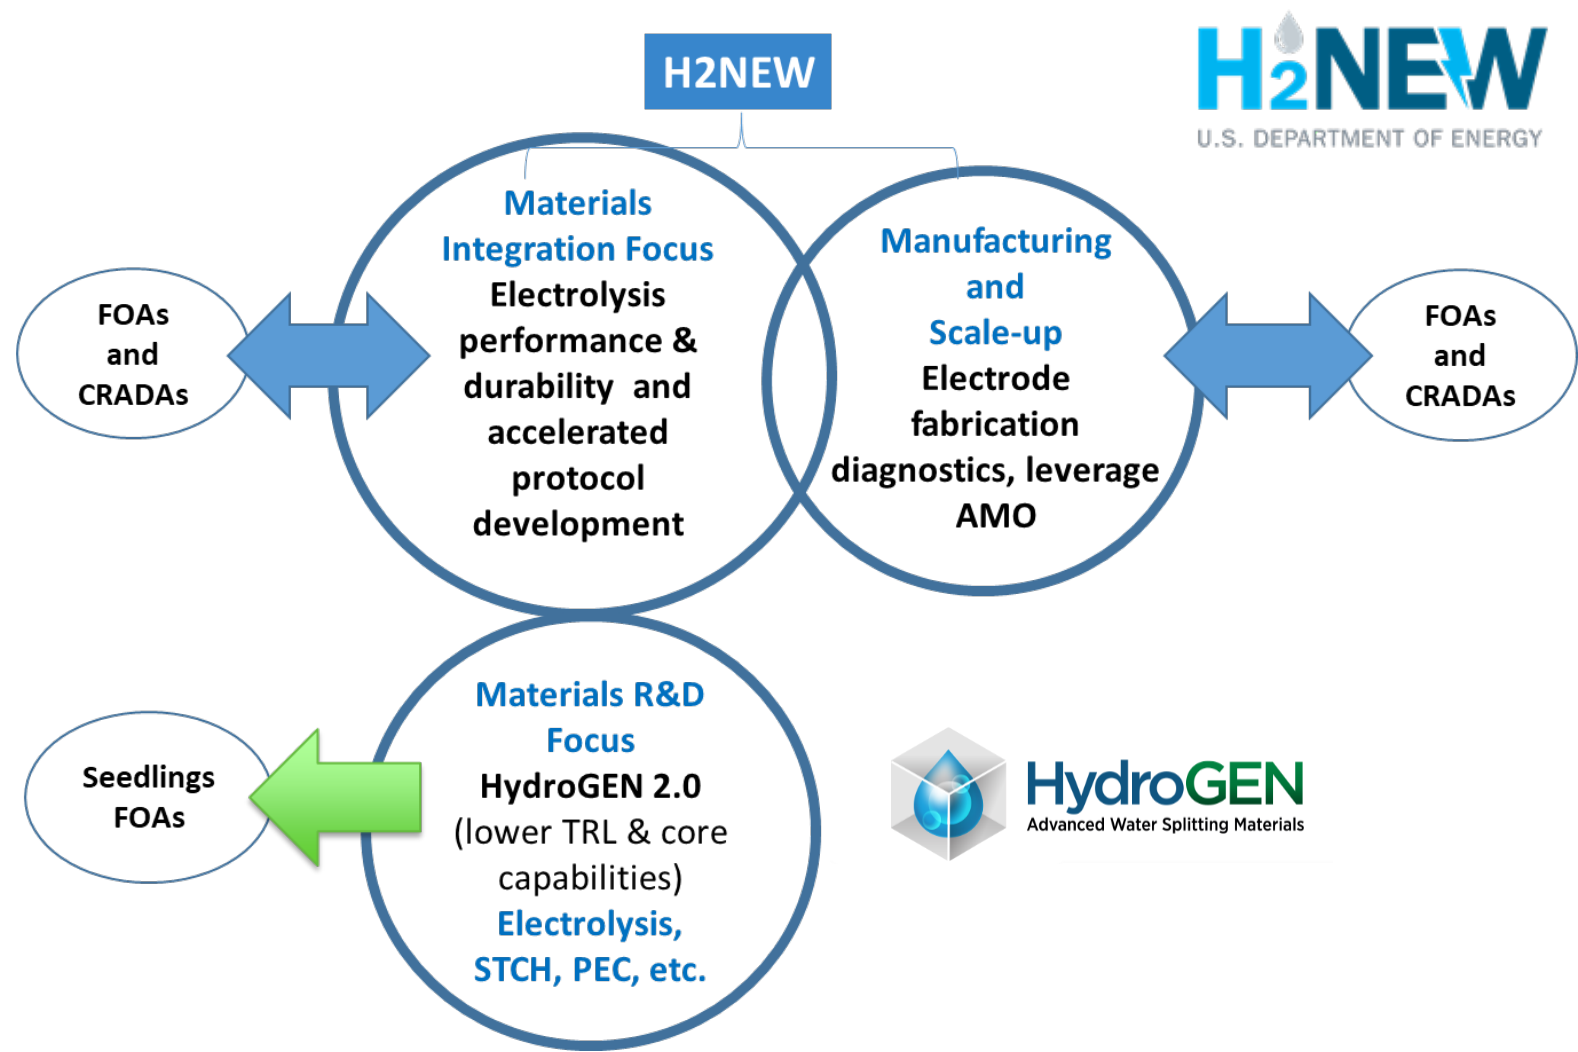 H2NEW
H2NEW
U.S. DEPARTMENT OF ENERGY
Materials
Integration Focus
Electrolysis
performance &
durability and
accelerated
protocol
development
Manufacturing
and
Scale-up
Electrode
fabrication
diagnostics, leverage
AMO
FOAs
and
CRADAs
FOAs
and
CRADAs
Materials R&D
Focus
HydroGEN 2.0
(lower TRL & core
capabilities)
Electrolysis,
STCH, PEC, etc.
Seedlings
FOAs
HydroGEN
Advanced Water Splitting Materials